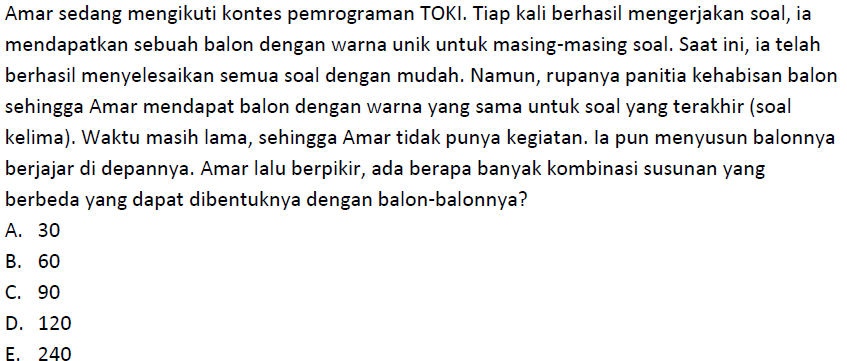 Amar sedang mengikuti kontes pemrograman TOKI. Tiap kali berhasil mengerjakan soal, ia
mendapatkan sebuah balon dengan warna unik untuk masing-masing soal. Saat ini, ia telah
berhasil menyelesaikan semua soal dengan mudah. Namun, rupanya panitia kehabisan balon
sehingga Amar mendapat balon dengan warna yang sama untuk soal yang terakhir (soal
kelima). Waktu masih lama, sehingga Amar tidak punya kegiatan. Ia pun menyusun balonnya
berjajar di depannya. Amar lalu berpikir, ada berapa banyak kombinasi susunan yang
berbeda yang dapat dibentuknya dengan balon-balonnya?
A. 30
B. 60
C. 90
D. 120
E. 240